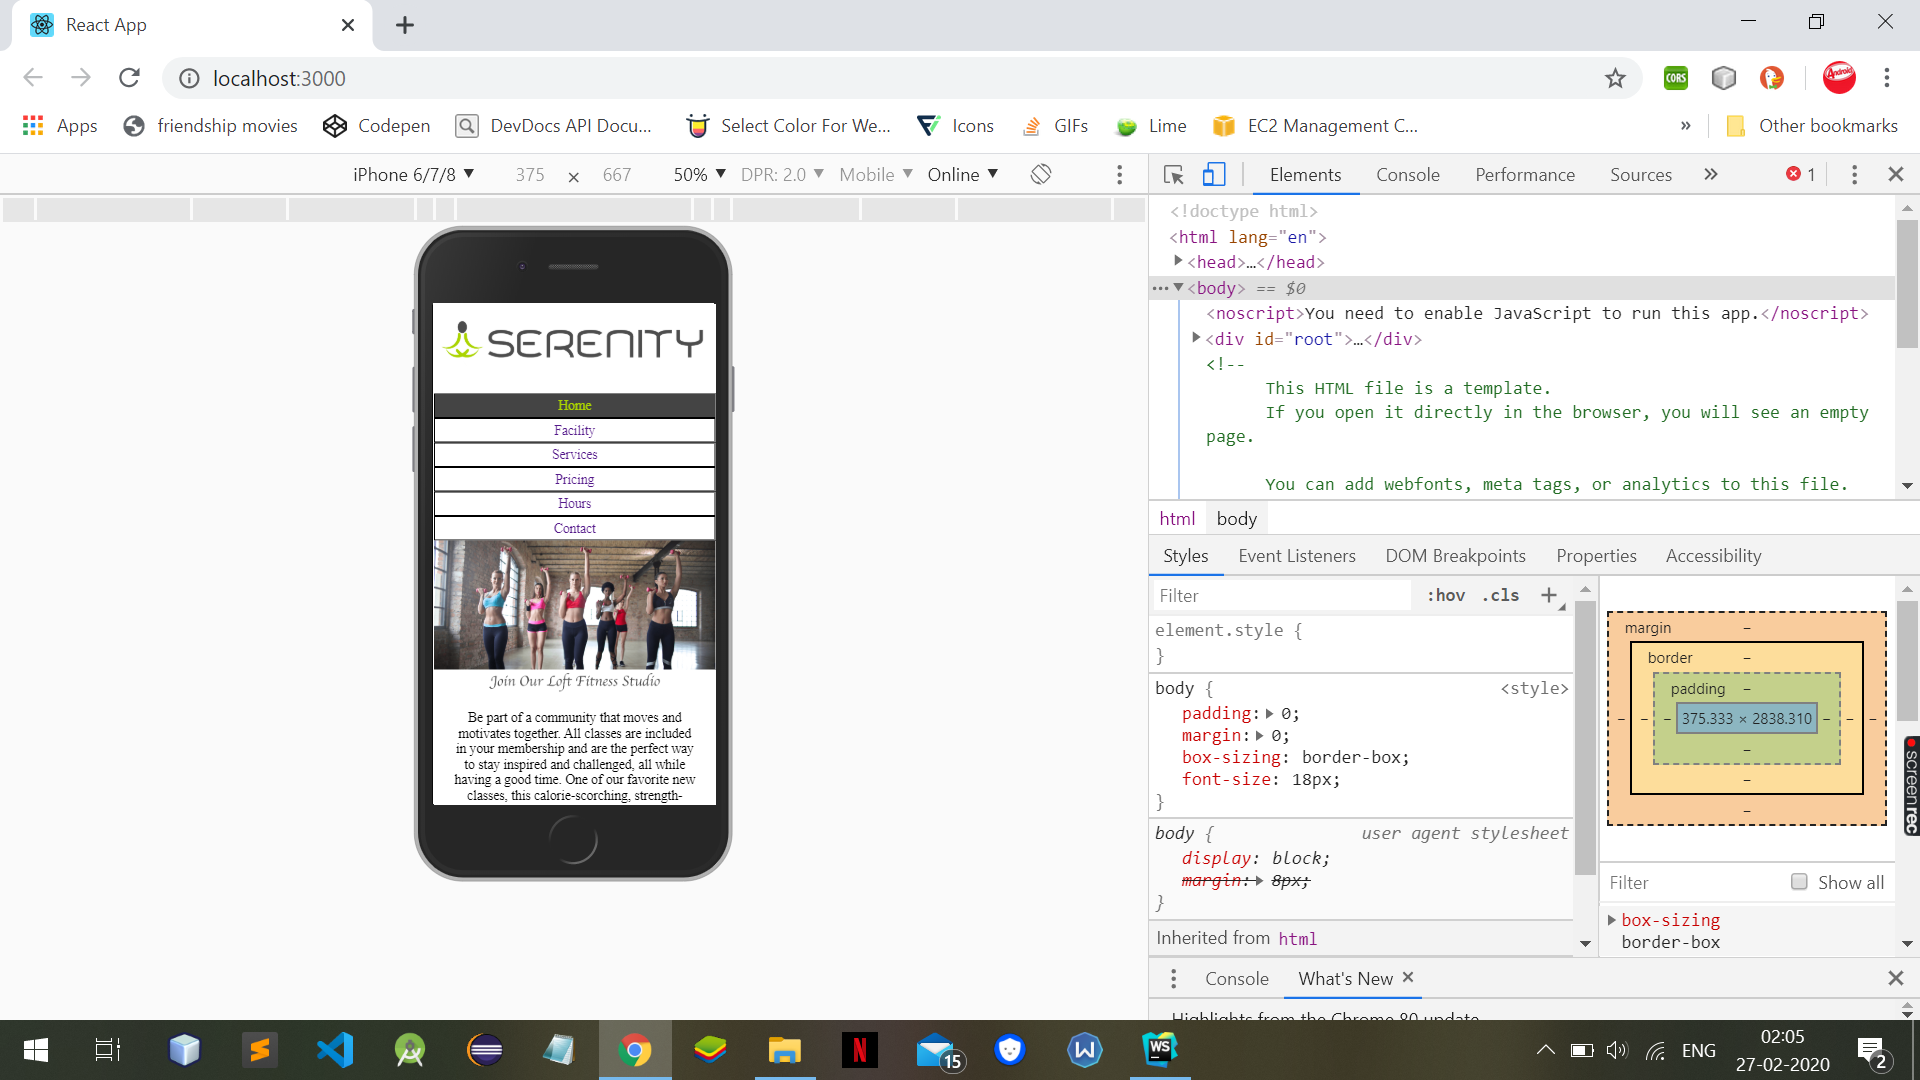 React App
localhost:3000
CORS
Android
Apps
friendship movies
Codepen
DevDocs API Docu...
Select Color For We...
Icons
GIFs
Lime
EC2 Management C...
»
Other bookmarks
iPhone 6/7/8 ▼ 375 × 667 50% ▼ DPR: 2.0 ▼ Mobile ▼ Online ▼
SERENITY
Home
Facility
Services
Pricing
Hours
Contact
Join Our Loft Fitness Studio
Be part of a community that moves and
motivates together. All classes are included
in your membership and are the perfect way
to stay inspired and challenged, all while
having a good time. One of our favorite new
classes, this calorie-scorching, strength-
Elements Console Performance Sources » 1
<!doctype html>
<html lang="en">
<head>…</head>
<body> == $0
<noscript>You need to enable JavaScript to run this app.</noscript>
<div id="root">…</div>
<!--
This HTML file is a template.
If you open it directly in the browser, you will see an empty
page.
You can add webfonts, meta tags, or analytics to this file.
html body
Styles Event Listeners DOM Breakpoints Properties Accessibility
Filter :hov .cls +
element.style {
}
body { <style>
padding: 0;
margin: 0;
box-sizing: border-box;
font-size: 18px;
}
body { user agent stylesheet
display: block;
margin: 8px;
}
Inherited from html
margin –
border –
padding –
– – – 375.333 × 2838.310 – – –
–
–
–
Filter Show all
box-sizing
border-box
screenrec
Console What's New ×
Highlights from the Chrome 80 update
N
15
W
WS
ENG
02:05
27-02-2020
2